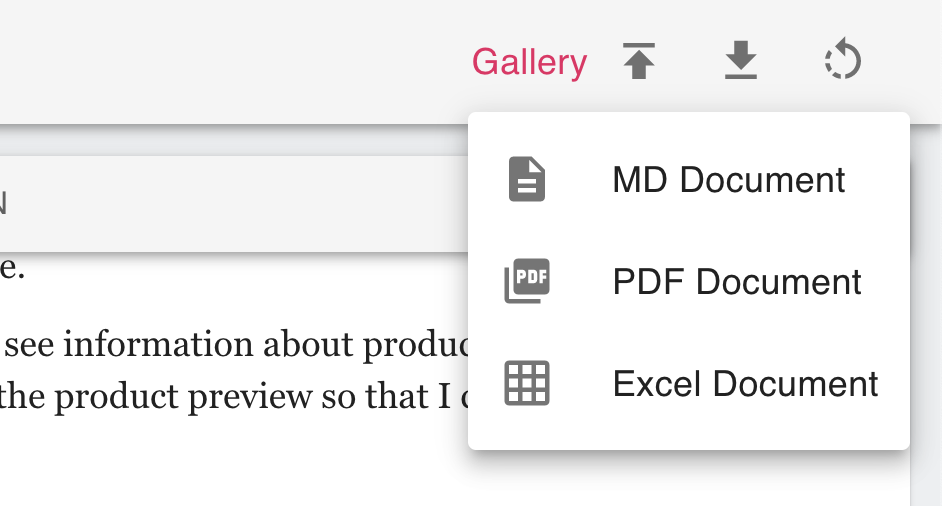 Gallery
MD Document
e.
PDF
PDF Document
see information about produc
the product preview so that I
Excel Document